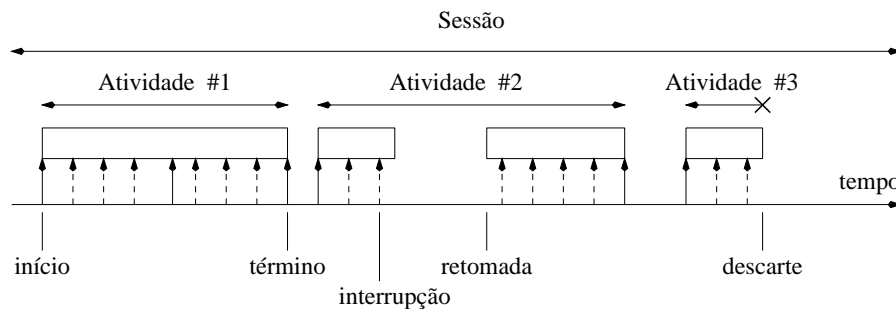 Sessão
Atividade #1
Atividade #2
Atividade #3
tempo
início
término
retomada
descarte
interrupção